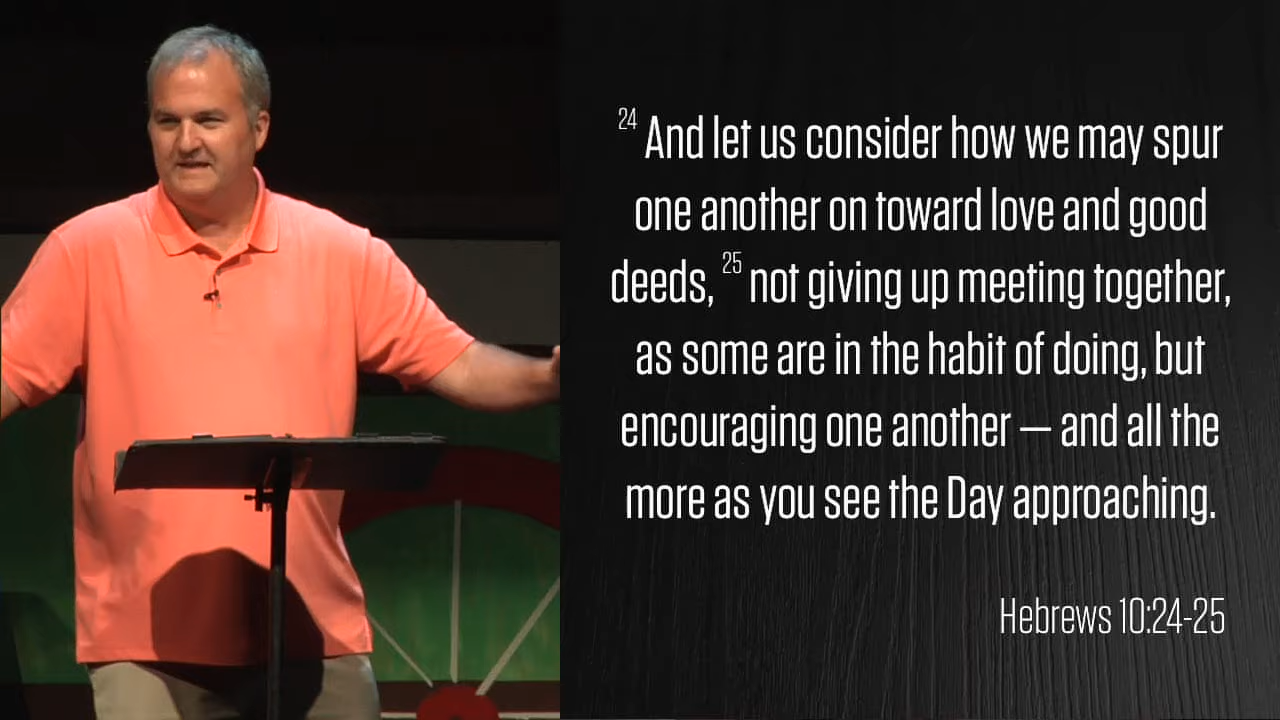 24 And let us consider how we may spur
one another on toward love and good
deeds, 25 not giving up meeting together,
as some are in the habit of doing, but
encouraging one another — and all the
more as you see the Day approaching.
Hebrews 10:24-25